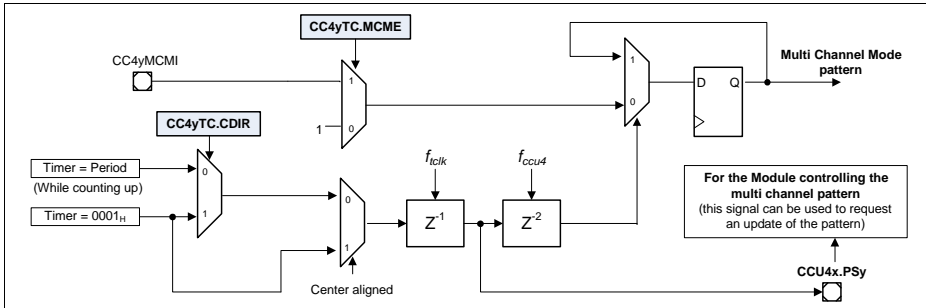 CC4yTC.MCME
CC4yMCMI
1
0
1
CC4yTC.CDIR
Timer = Period
(While counting up)
Timer = 0001H
0
1
0
1
Center aligned
ftclk
Z-1
fccu4
Z-2
1
0
D Q
Multi Channel Mode
pattern
For the Module controlling the
multi channel pattern
(this signal can be used to request
an update of the pattern)
CCU4x.PSy